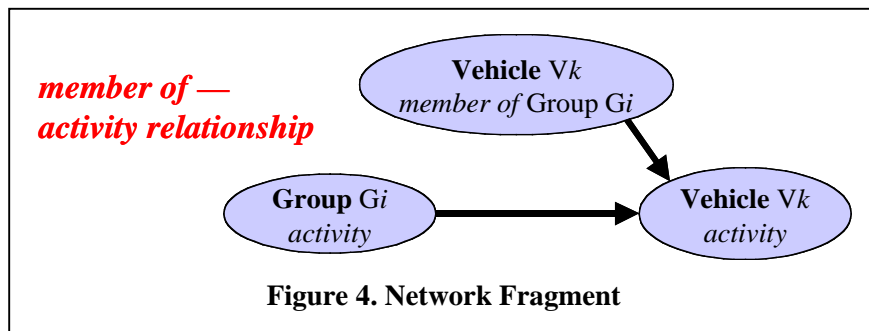 member of —
activity relationship
Vehicle Vk
member of Group Gi
Group Gi
activity
Vehicle Vk
activity
Figure 4. Network Fragment